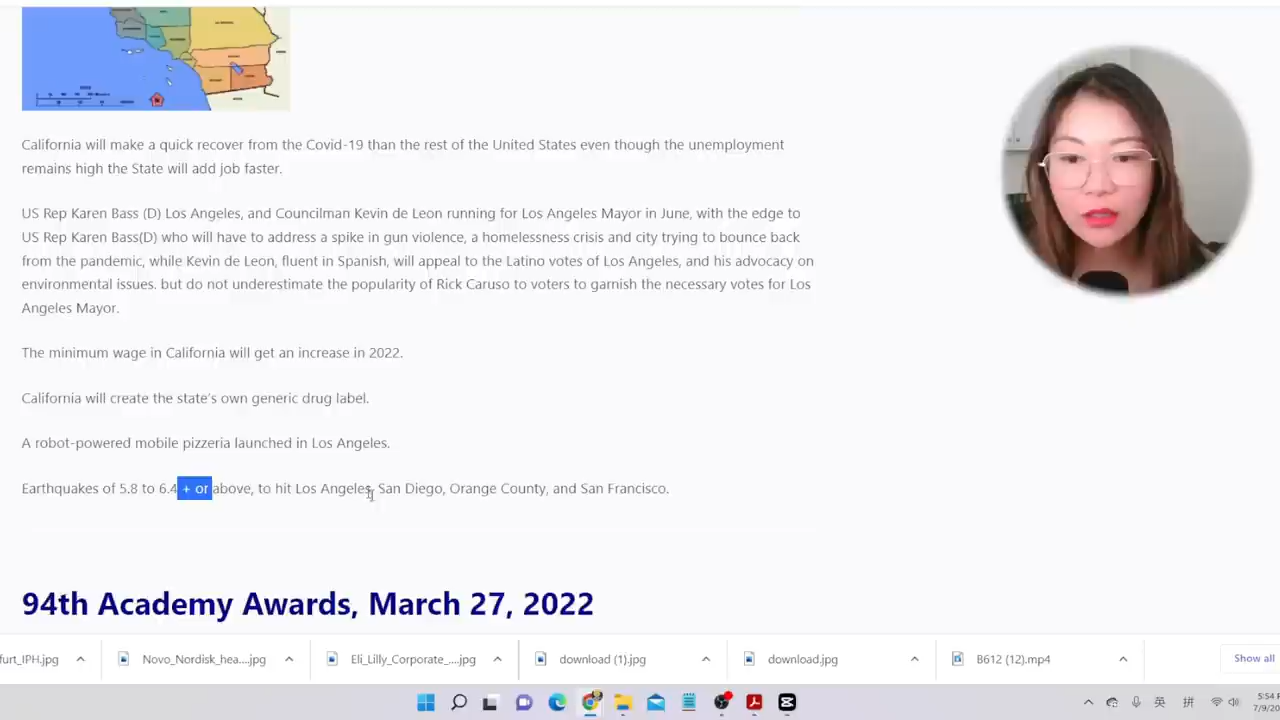 California will make a quick recover from the Covid-19 than the rest of the United States even though the unemployment
remains high the State will add job faster.
US Rep Karen Bass (D) Los Angeles, and Councilman Kevin de Leon running for Los Angeles Mayor in June, with the edge to
US Rep Karen Bass(D) who will have to address a spike in gun violence, a homelessness crisis and city trying to bounce back
from the pandemic, while Kevin de Leon, fluent in Spanish, will appeal to the Latino votes of Los Angeles, and his advocacy on
environmental issues. but do not underestimate the popularity of Rick Caruso to voters to garnish the necessary votes for Los
Angeles Mayor.
The minimum wage in California will get an increase in 2022.
California will create the state's own generic drug label.
A robot-powered mobile pizzeria launched in Los Angeles.
Earthquakes of 5.8 to 6.4 + or above, to hit Los Angeles, San Diego, Orange County, and San Francisco.
94th Academy Awards, March 27, 2022
furt_IPH.jpg
Novo_Nordisk_hea....jpg
Eli_Lilly_Corporate_....jpg
download (1).jpg
download.jpg
B612 (12).mp4
Show all
英
拼
5:54 P
7/9/20